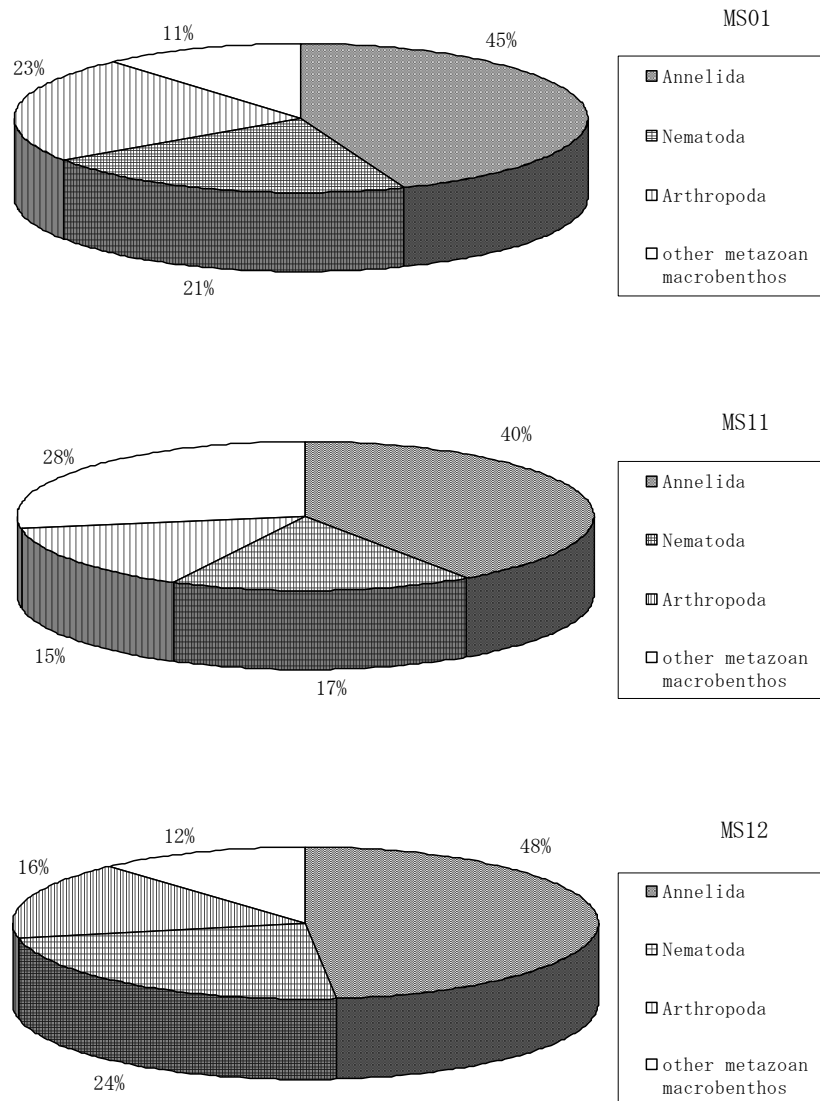 MS01
11%
45%
23%
21%
Annelida
Nematoda
Arthropoda
other metazoan
macrobenthos
MS11
28%
40%
15%
17%
Annelida
Nematoda
Arthropoda
other metazoan
macrobenthos
MS12
12%
48%
16%
24%
Annelida
Nematoda
Arthropoda
other metazoan
macrobenthos